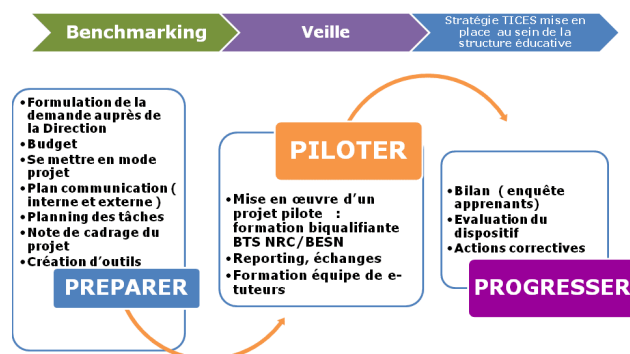 Benchmarking
Veille
Stratégie TICES mise en
place au sein de la
structure éducative
•Formulation de la
demande auprès de
la Direction
•Budget
•Se mettre en mode
projet
•Plan communication (
interne et externe )
•Planning des tâches
•Note de cadrage du
projet
•Création d'outils
PREPARER
PILOTER
•Mise en œuvre d'un
projet pilote :
formation biqualifiante
BTS NRC/BESN
•Reporting, échanges
•Formation équipe de e-
tuteurs
•Bilan ( enquête
apprenants)
•Evaluation du
dispositif
•Actions correctives
PROGRESSER